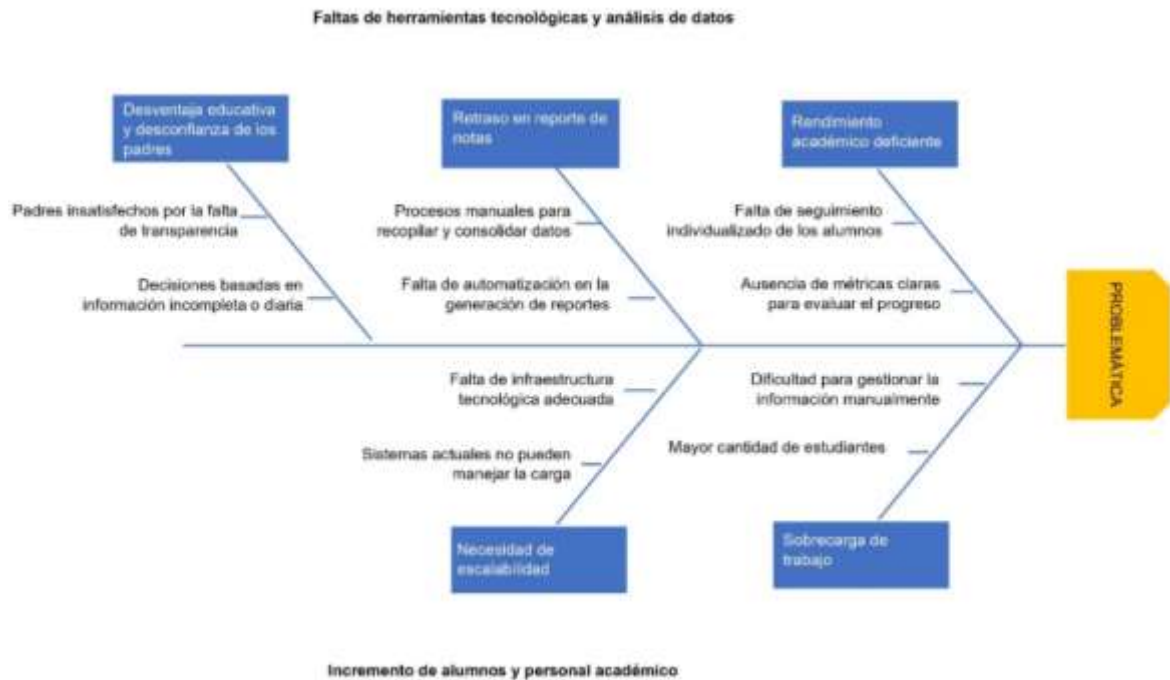 Faltas de herramientas tecnológicas y análisis de datos
Desventaja educativa
y desconfianza de los
padres
Retraso en reporte de
notas
Rendimiento
académico deficiente
Padres insatisfechos por la falta
de transparencia
Procesos manuales para
recopilar y consolidar datos
Falta de seguimiento
individualizado de los alumnos
Decisiones basadas en
información incompleta o diaria
Falta de automatización en la
generación de reportes
Ausencia de métricas claras
para evaluar el progreso
PROBLEMÁTICA
Falta de infraestructura
tecnológica adecuada
Dificultad para gestionar la
información manualmente
Sistemas actuales no pueden
manejar la carga
Mayor cantidad de estudiantes
Necesidad de
escalabilidad
Sobrecarga de
trabajo
Incremento de alumnos y personal académico